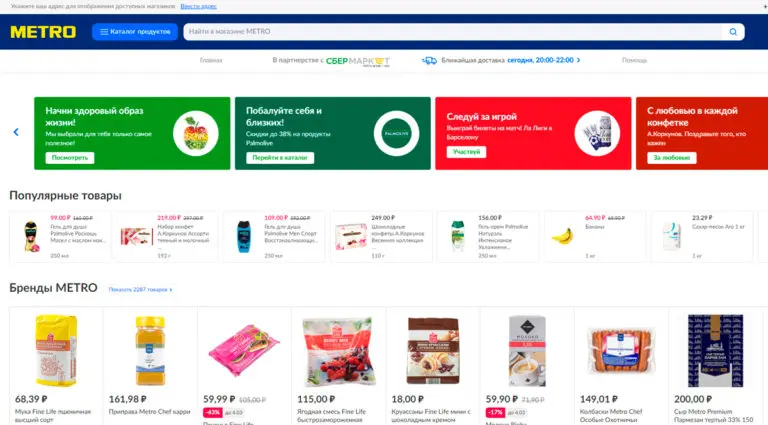 Укажите ваш адрес для отображения доступных магазинов Ввести адрес
METRO
Каталог продуктов
Найти в магазине METRO
Главная
В партнерстве с СБЕРМАРКЕТ
Ближайшая доставка сегодня, 20:00-22:00
Помощь
Начни здоровый образ
жизни!
Мы выбрали для тебя только самое
полезное!
Посмотреть
Побалуйте себя и
близких!
Скидки до 38% на продукты
Palmolive
Перейти в каталог
PALMOLIVE
Следуй за игрой
Выиграй билеты на матч! Ла Лиги в
Барселону
Участвуй
С любовью в каждой
конфетке
А.Коркунов. Поздравьте того, кто
важен
За любовью
Популярные товары
99.00 ₽
Гель для душа
Palmolive Роскошь
Масел с маслом мак...
250 мл
219.00 ₽ 397.00 ₽
Набор конфет
А.Коркунов Ассорти
темный и молочный ...
192 г
109.00 ₽ 192.00 ₽
Гель для душа
Palmolive Men Спорт
Восстанавливающи...
250 мл
249.00 ₽
Шоколадные
конфеты А.Коркунов
Весенняя коллекция
110 г
156.00 ₽
Гель-крем Palmolive
Натурэль
Интенсивное
Увлажнение...
250 мл
64.90 ₽
Бананы
1 кг
23.29 ₽
Сахар-песок Aro 1 кг
1 кг
Бренды METRO
Показать 2287 товаров
68,39 ₽
Мука Fine Life пшеничная
высший сорт
161,98 ₽
Приправа Metro Chef карри
59,99 ₽ 105,00 ₽
-43% до 4.03
115,00 ₽
Ягодная смесь Fine Life
быстрозамороженная
18,00 ₽
Круассаны Fine Life мини с
шоколадным кремом
МОЛОКО
59,90 ₽ 71,90 ₽
-17% до 4.03
149,01 ₽
Колбаски Metro Chef
Особые Охотничьи
200,00 ₽
Сыр Metro Premium
Пармезан тертый 33% 150